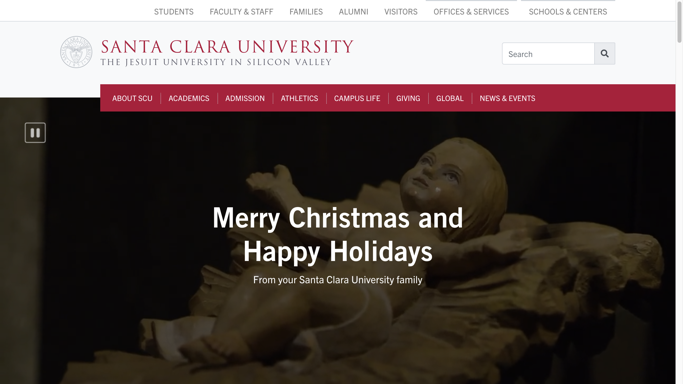 STUDENTS FACULTY & STAFF FAMILIES ALUMNI VISITORS OFFICES & SERVICES SCHOOLS & CENTERS
SANTA CLARA UNIVERSITY
THE JESUIT UNIVERSITY IN SILICON VALLEY
Search
ABOUT SCU ACADEMICS ADMISSION ATHLETICS CAMPUS LIFE GIVING GLOBAL NEWS & EVENTS
Merry Christmas and
Happy Holidays
From your Santa Clara University family